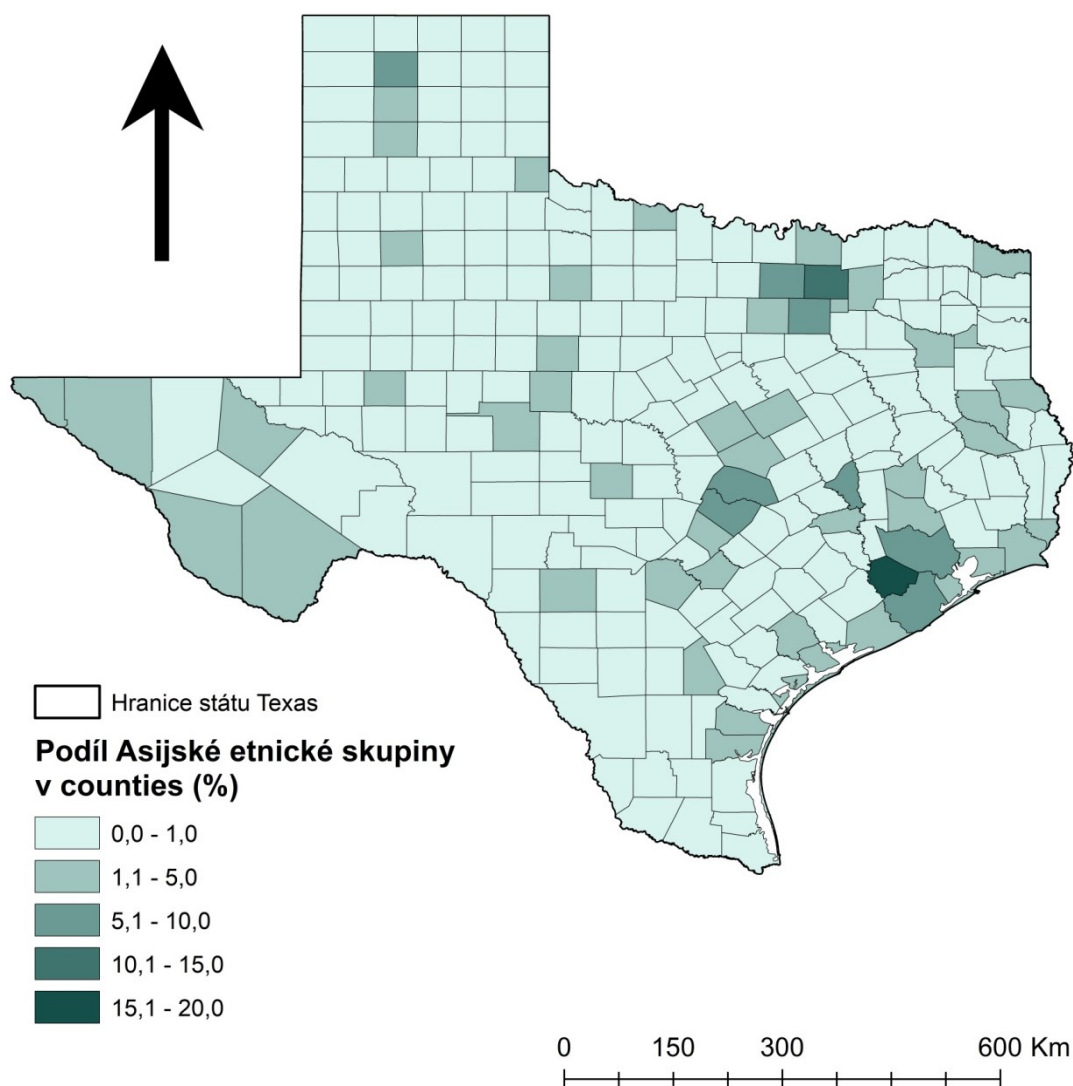 Hranice státu Texas
Podíl Asijské etnické skupiny
v counties (%)
0,0 - 1,0
1,1 - 5,0
5,1 - 10,0
10,1 - 15,0
15,1 - 20,0
0 150 300 600 Km